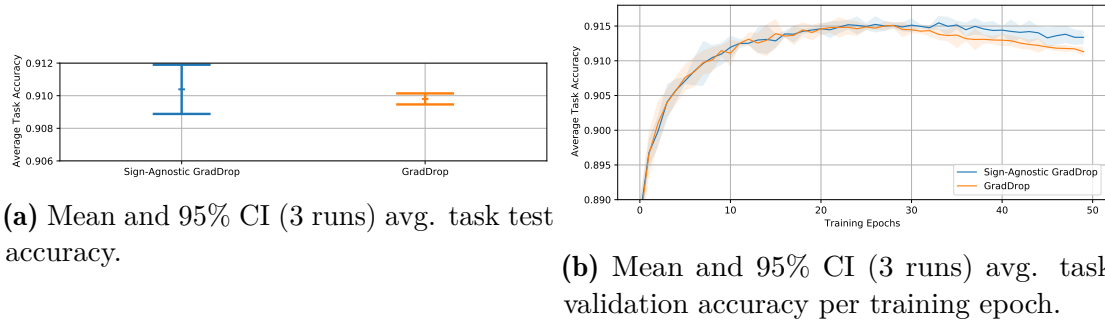 Average Task Accuracy
0.912
0.910
0.908
0.906
Sign-Agnostic GradDrop
GradDrop
(a) Mean and 95% CI (3 runs) avg. task test
accuracy.
Average Task Accuracy
0.915
0.910
0.905
0.900
0.895
0.890
Sign-Agnostic GradDrop
GradDrop
0
10
20
30
40
50
Training Epochs
(b) Mean and 95% CI (3 runs) avg. task
validation accuracy per training epoch.